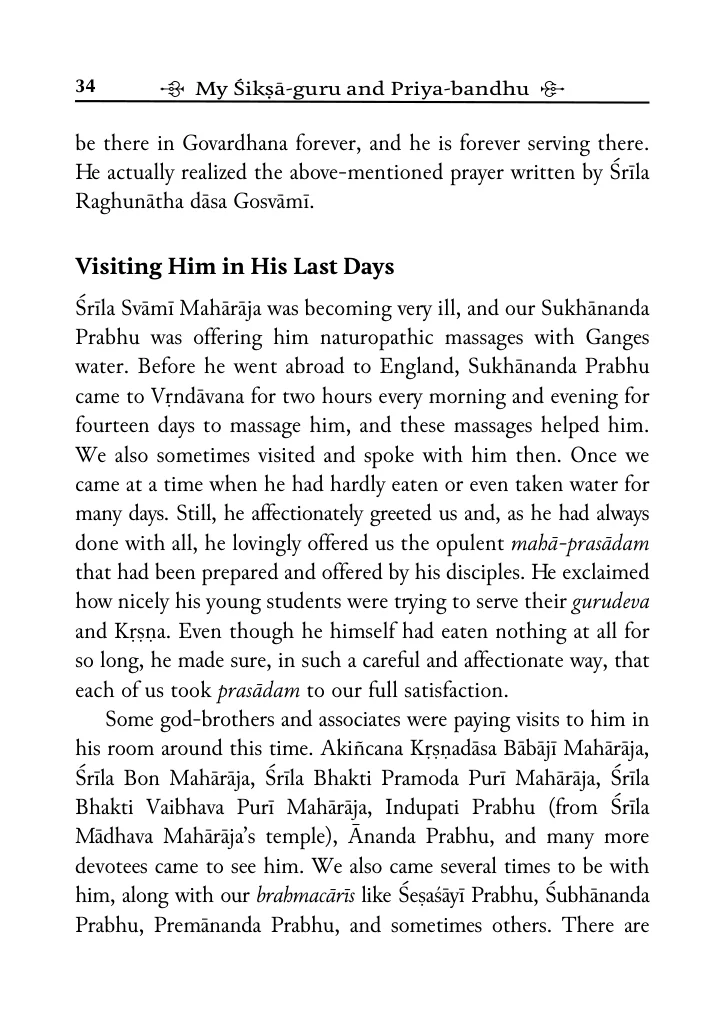 34
My Śikṣā-guru and Priya-bandhu
be there in Govardhana forever, and he is forever serving there.
He actually realized the above-mentioned prayer written by Śrīla
Raghunātha dāsa Gosvāmī.
Visiting Him in His Last Days
Śrīla Svāmī Mahārāja was becoming very ill, and our Sukhānanda
Prabhu was offering him naturopathic massages with Ganges
water. Before he went abroad to England, Sukhānanda Prabhu
came to Vṛndāvana for two hours every morning and evening for
fourteen days to massage him, and these massages helped him.
We also sometimes visited and spoke with him then. Once we
came at a time when he had hardly eaten or even taken water for
many days. Still, he affectionately greeted us and, as he had always
done with all, he lovingly offered us the opulent mahā-prasādam
that had been prepared and offered by his disciples. He exclaimed
how nicely his young students were trying to serve their gurudeva
and Kṛṣṇa. Even though he himself had eaten nothing at all for
so long, he made sure, in such a careful and affectionate way, that
each of us took prasādam to our full satisfaction.
Some god-brothers and associates were paying visits to him in
his room around this time. Akiñcana Kṛṣṇadāsa Bābājī Mahārāja,
Śrīla Bon Mahārāja, Śrīla Bhakti Pramoda Purī Mahārāja, Śrīla
Bhakti Vaibhava Purī Mahārāja, Indupati Prabhu (from Śrīla
Mādhava Mahārāja’s temple), Ānanda Prabhu, and many more
devotees came to see him. We also came several times to be with
him, along with our brahmacārīs like Śeṣaśāyī Prabhu, Śubhānanda
Prabhu, Premānanda Prabhu, and sometimes others. There are